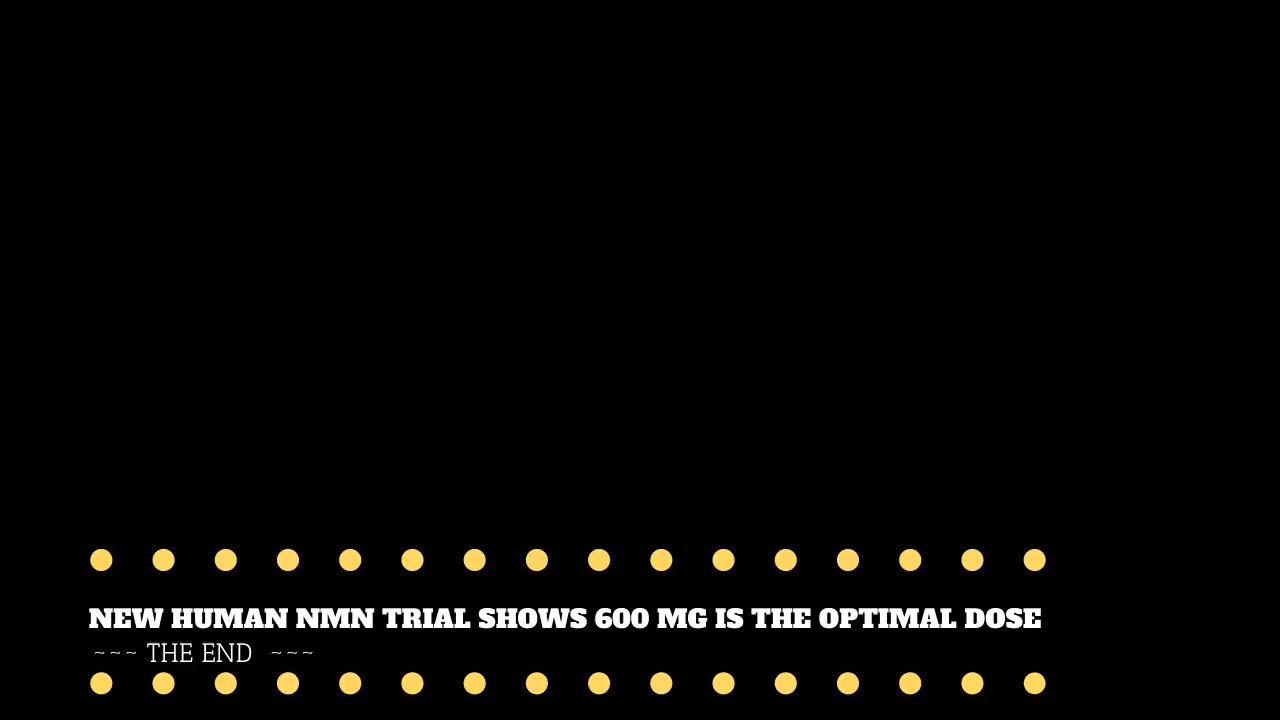 NEW HUMAN NMN TRIAL SHOWS 600 MG IS THE OPTIMAL DOSE
~~~ THE END ~~~